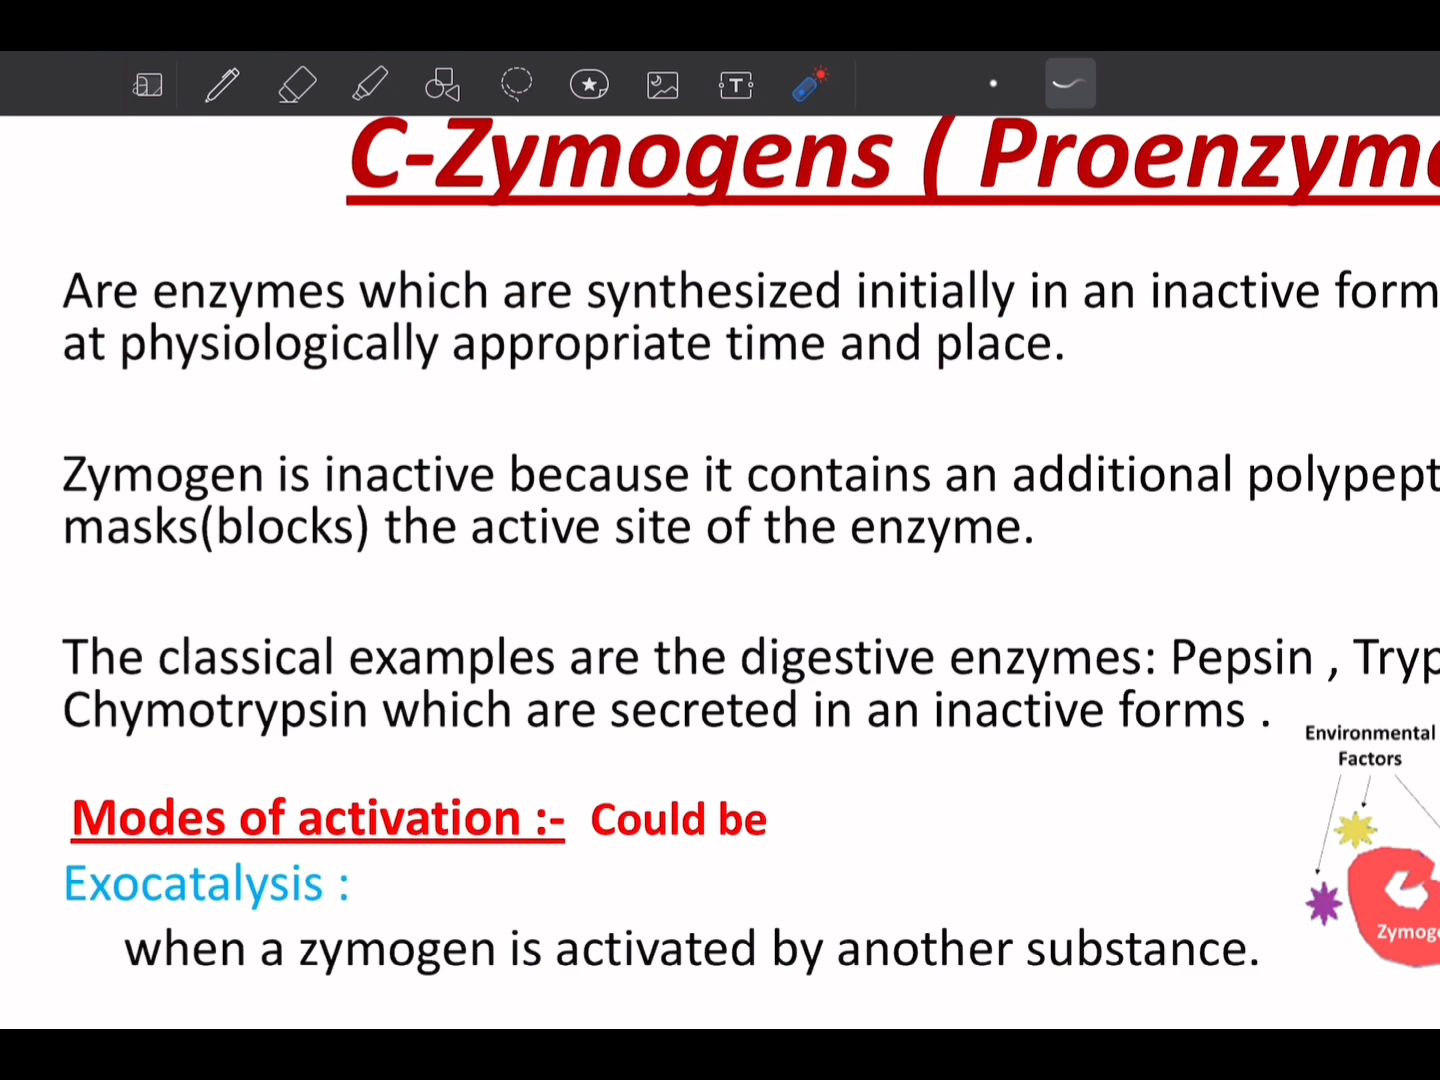 C-Zymogens ( Proenzym
Are enzymes which are synthesized initially in an inactive form
at physiologically appropriate time and place.
Zymogen is inactive because it contains an additional polypept
masks(blocks) the active site of the enzyme.
The classical examples are the digestive enzymes: Pepsin , Tryp
Chymotrypsin which are secreted in an inactive forms .
Environmental
Factors
Modes of activation :- Could be
Exocatalysis :
Zymoge
when a zymogen is activated by another substance.